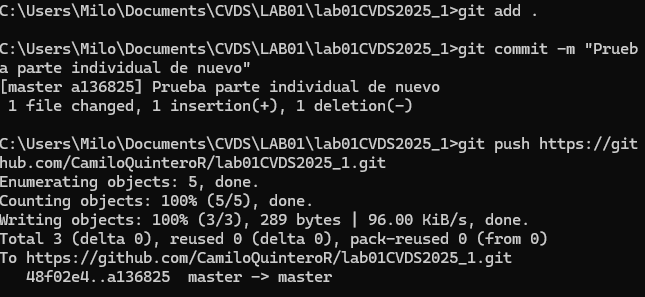 C:\Users\Milo\Documents\CVDS\LAB01\lab01CVDS2025_1>git add .
C:\Users\Milo\Documents\CVDS\LAB01\lab01CVDS2025_1>git commit -m "Prueb
a parte individual de nuevo"
[master a136825] Prueba parte individual de nuevo
 1 file changed, 1 insertion(+), 1 deletion(-)
C:\Users\Milo\Documents\CVDS\LAB01\lab01CVDS2025_1>git push https://git
hub.com/CamiloQuinteroR/lab01CVDS2025_1.git
Enumerating objects: 5, done.
Counting objects: 100% (5/5), done.
Writing objects: 100% (3/3), 289 bytes | 96.00 KiB/s, done.
Total 3 (delta 0), reused 0 (delta 0), pack-reused 0 (from 0)
To https://github.com/CamiloQuinteroR/lab01CVDS2025_1.git
   48f02e4..a136825  master -> master